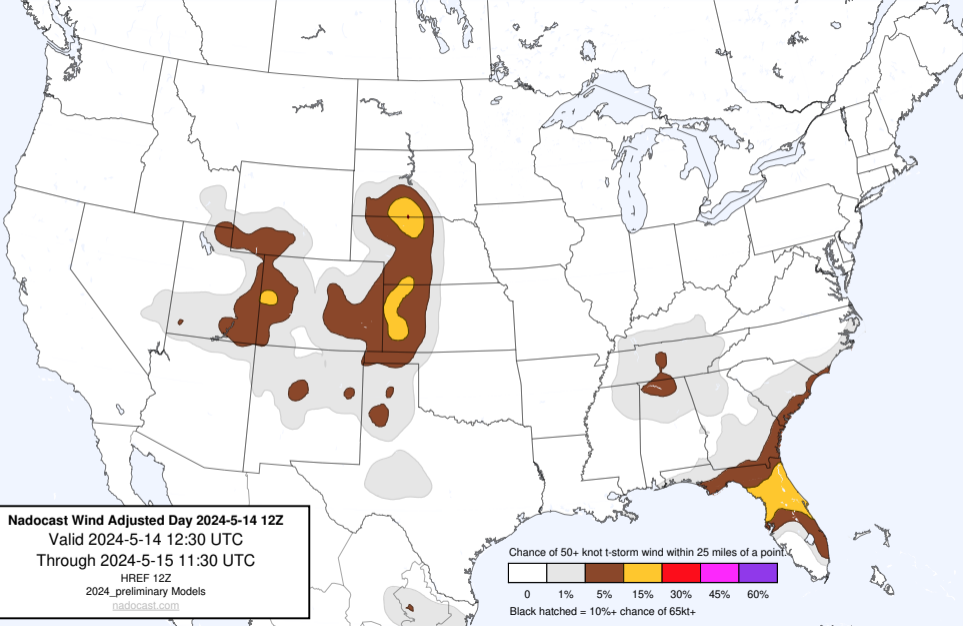 Nadocast Wind Adjusted Day 2024-5-14 12Z
Valid 2024-5-14 12:30 UTC
Through 2024-5-15 11:30 UTC
HREF 12Z
2024_preliminary Models
nadocast.com
Chance of 50+ knot t-storm wind within 25 miles of a point.
0 1% 5% 15% 30% 45% 60%
Black hatched = 10%+ chance of 65kt+